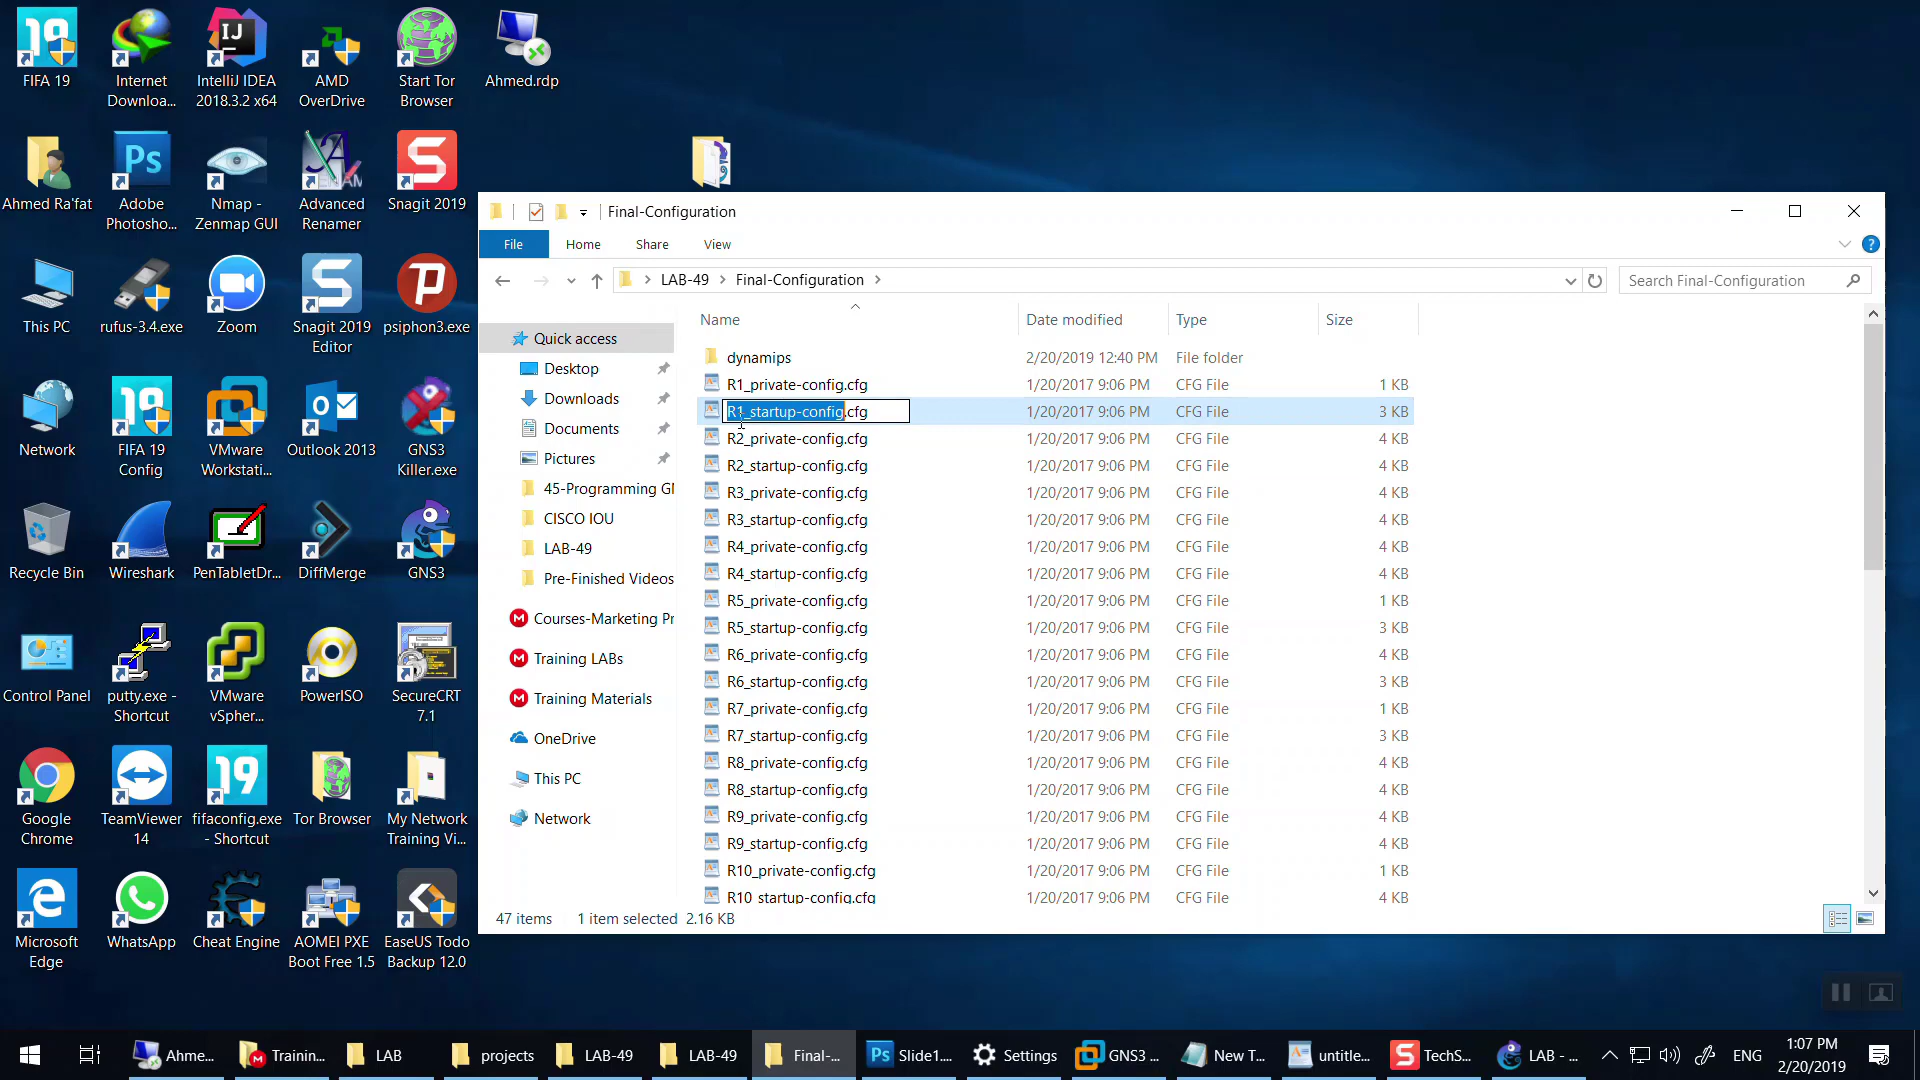 FIFA 19
Internet
Downloa...
IntelliJ IDEA
2018.3.2 x64
AMD
OverDrive
Start Tor
Browser
Ahmed.rdp
Ahmed Ra'fat
Adobe
Photosho...
Nmap -
Zenmap GUI
Advanced
Renamer
Snagit 2019
This PC
rufus-3.4.exe
Zoom
Snagit 2019
Editor
psiphon3.exe
Network
FIFA 19
Config
VMware
Workstati...
Outlook 2013
GNS3
Killer.exe
Recycle Bin
Wireshark
PenTabletDr...
DiffMerge
GNS3
Control Panel
putty.exe -
Shortcut
VMware
vSpher...
PowerISO
SecureCRT
7.1
Google
Chrome
TeamViewer
14
fifaconfig.exe
- Shortcut
Tor Browser
My Network
Training Vi...
Microsoft
Edge
WhatsApp
Cheat Engine
AOMEI PXE
Boot Free 1.5
EaseUS Todo
Backup 12.0
Final-Configuration
File
Home
Share
View
LAB-49
Final-Configuration
Search Final-Configuration
Quick access
Desktop
Downloads
Documents
Pictures
45-Programming GI
CISCO IOU
LAB-49
Pre-Finished Videos
Courses-Marketing Pr
Training LABs
Training Materials
OneDrive
This PC
Network
Name Date modified Type Size
dynamips 2/20/2019 12:40 PM File folder
R1_private-config.cfg 1/20/2017 9:06 PM CFG File 1 KB
R1_startup-config.cfg 1/20/2017 9:06 PM CFG File 3 KB
R2_private-config.cfg 1/20/2017 9:06 PM CFG File 4 KB
R2_startup-config.cfg 1/20/2017 9:06 PM CFG File 4 KB
R3_private-config.cfg 1/20/2017 9:06 PM CFG File 4 KB
R3_startup-config.cfg 1/20/2017 9:06 PM CFG File 4 KB
R4_private-config.cfg 1/20/2017 9:06 PM CFG File 4 KB
R4_startup-config.cfg 1/20/2017 9:06 PM CFG File 4 KB
R5_private-config.cfg 1/20/2017 9:06 PM CFG File 1 KB
R5_startup-config.cfg 1/20/2017 9:06 PM CFG File 3 KB
R6_private-config.cfg 1/20/2017 9:06 PM CFG File 4 KB
R6_startup-config.cfg 1/20/2017 9:06 PM CFG File 3 KB
R7_private-config.cfg 1/20/2017 9:06 PM CFG File 1 KB
R7_startup-config.cfg 1/20/2017 9:06 PM CFG File 3 KB
R8_private-config.cfg 1/20/2017 9:06 PM CFG File 4 KB
R8_startup-config.cfg 1/20/2017 9:06 PM CFG File 4 KB
R9_private-config.cfg 1/20/2017 9:06 PM CFG File 4 KB
R9_startup-config.cfg 1/20/2017 9:06 PM CFG File 4 KB
R10_private-config.cfg 1/20/2017 9:06 PM CFG File 1 KB
R10_startup-config.cfg 1/20/2017 9:06 PM CFG File 4 KB
47 items 1 item selected 2.16 KB
Ahme...
Trainin...
LAB
projects
LAB-49
LAB-49
Final-...
Slide1....
Settings
GNS3 ...
New T...
untitle...
TechS...
LAB - ...
ENG
1:07 PM
2/20/2019